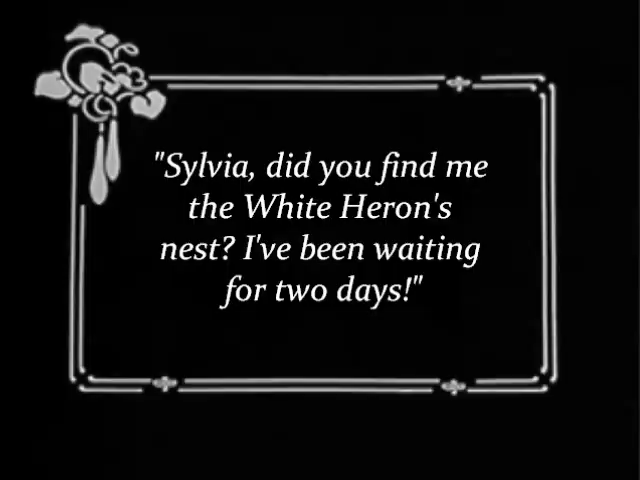 "Sylvia, did you find me
the White Heron's
nest? I've been waiting
for two days!"